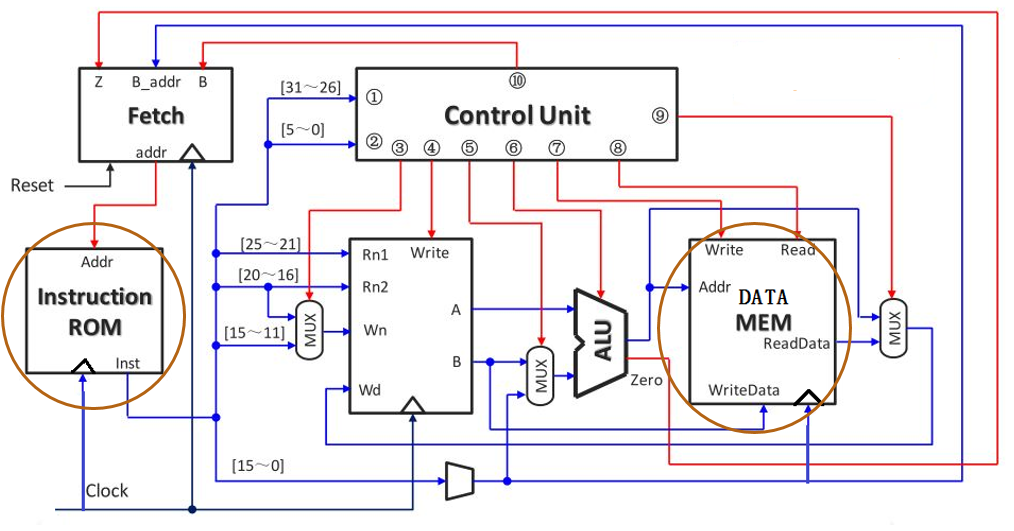 Z B_addr B
Fetch
addr
Reset
[31～26]
[5～0]
①
②
⑩
Control Unit
⑨
③ ④ ⑤ ⑥ ⑦ ⑧
Addr
Instruction
ROM
Inst
Clock
[25～21]
[20～16]
[15～11]
[15～0]
MUX
Rn1
Write
Rn2
Wn
Wd
A
B
MUX
ALU
Zero
Write Read
Addr
DATA
MEM
ReadData
WriteData
MUX